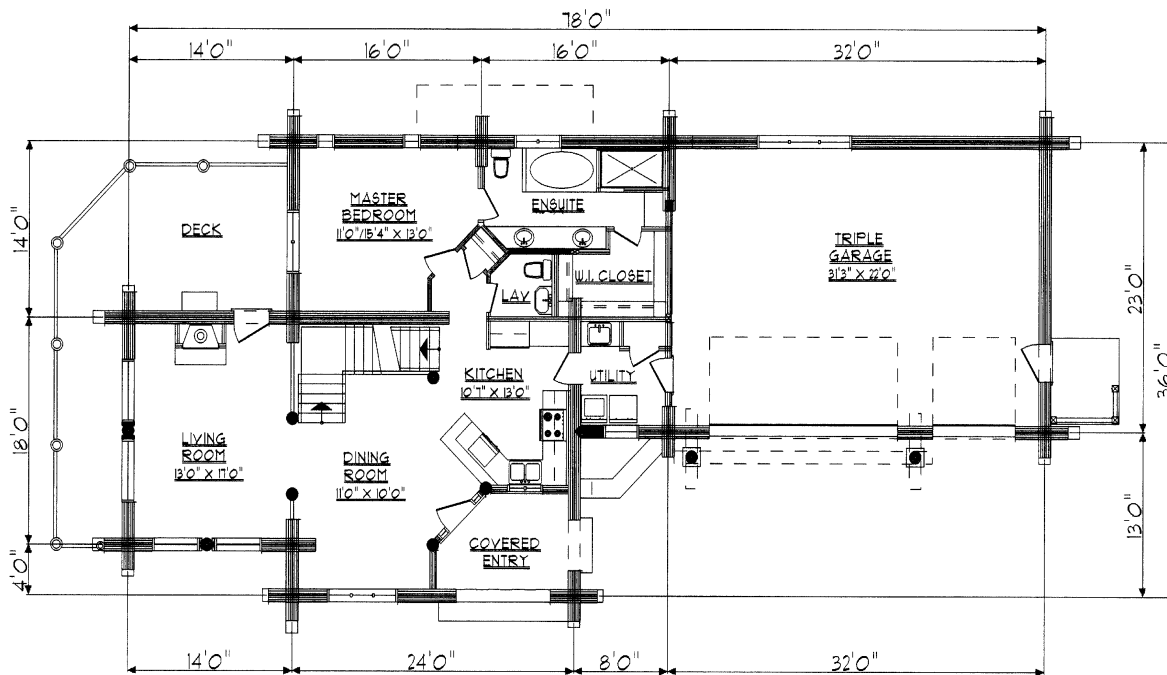 78'0"
14'0"
16'0"
16'0"
32'0"
MASTER
BEDROOM
11'0"/15'4" X 13'0"
ENSUITE
DECK
TRIPLE
GARAGE
31'3" X 22'0"
W.I. CLOSET
LAV
14'0"
23'0"
36'0"
KITCHEN
10'7" X 13'0"
UTILITY
18'0"
LIVING
ROOM
13'0" X 17'0"
DINING
ROOM
11'0" X 10'0"
COVERED
ENTRY
13'0"
4'0"
14'0"
24'0"
8'0"
32'0"